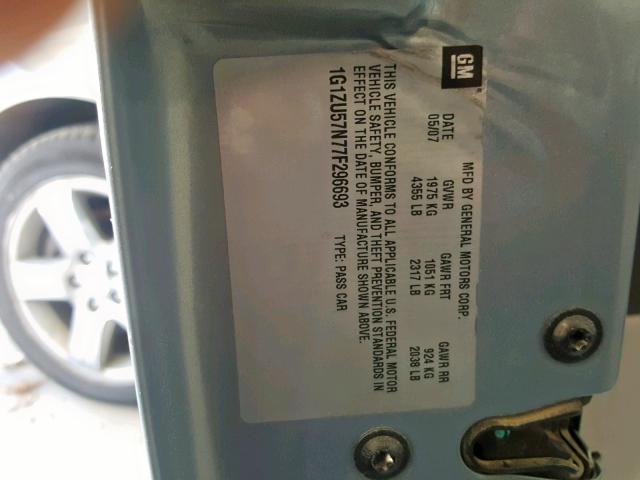 GM
MFD BY GENERAL MOTORS CORP.
DATE GVWR GAWR FRT GAWR RR
05/07 1975 KG 1051 KG 924 KG
4355 LB 2317 LB 2038 LB
THIS VEHICLE CONFORMS TO ALL APPLICABLE U.S. FEDERAL MOTOR
VEHICLE SAFETY, BUMPER, AND THEFT PREVENTION STANDARDS IN
EFFECT ON THE DATE OF MANUFACTURE SHOWN ABOVE.
1G1ZU57N77F296693 TYPE: PASS CAR